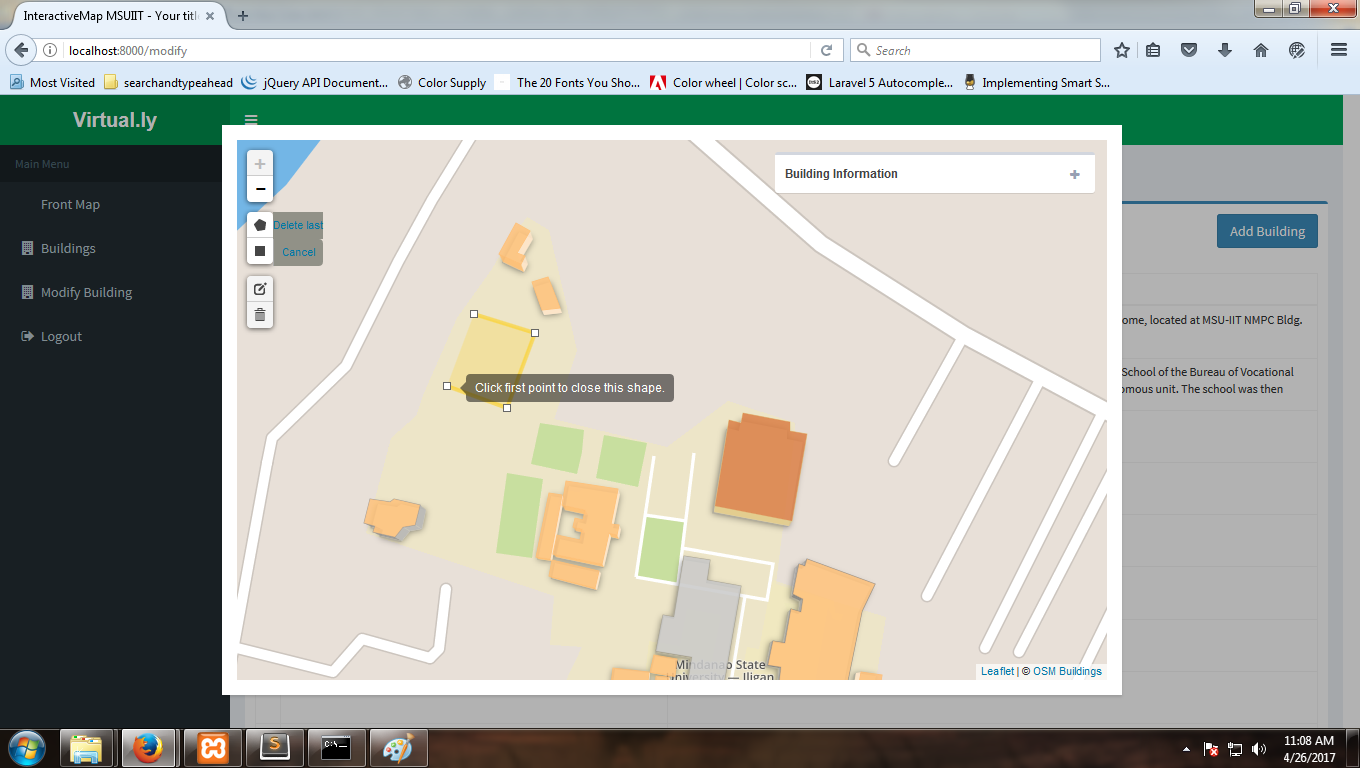 InteractiveMap MSUIIT - Your titl
localhost:8000/modify
Search
Most Visited
searchandtypeahead
jQuery API Document...
Color Supply
The 20 Fonts You Sho...
Color wheel | Color sc...
Laravel 5 Autocomple...
Implementing Smart S...
Virtual.ly
Main Menu
Front Map
Buildings
Modify Building
Logout
+
−
Delete last
Cancel
Building Information
+
Add Building
ome, located at MSU-IIT NMPC Bldg.
School of the Bureau of Vocational
omous unit. The school was then
Click first point to close this shape.
Mindanao State
University — Iligan
Leaflet | © OSM Buildings
C:\_
11:08 AM
4/26/2017